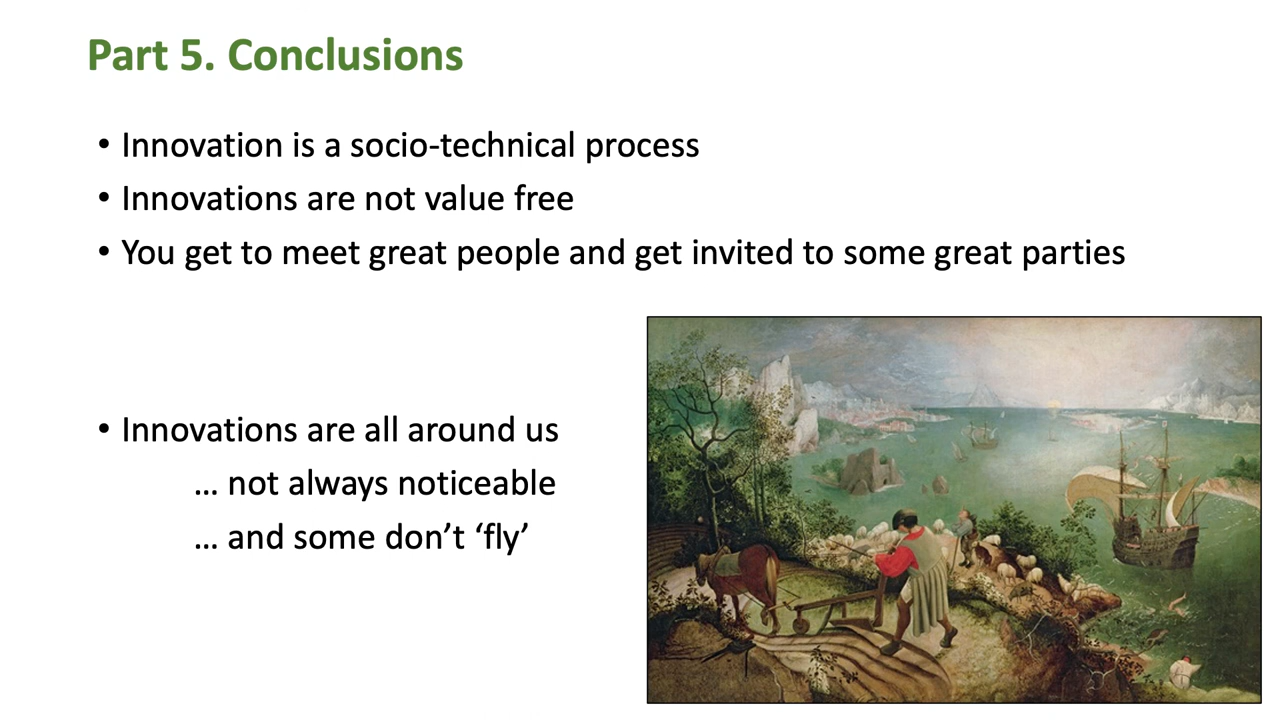 Part 5. Conclusions
• Innovation is a socio-technical process
• Innovations are not value free
• You get to meet great people and get invited to some great parties
• Innovations are all around us
… not always noticeable
… and some don’t ‘fly’